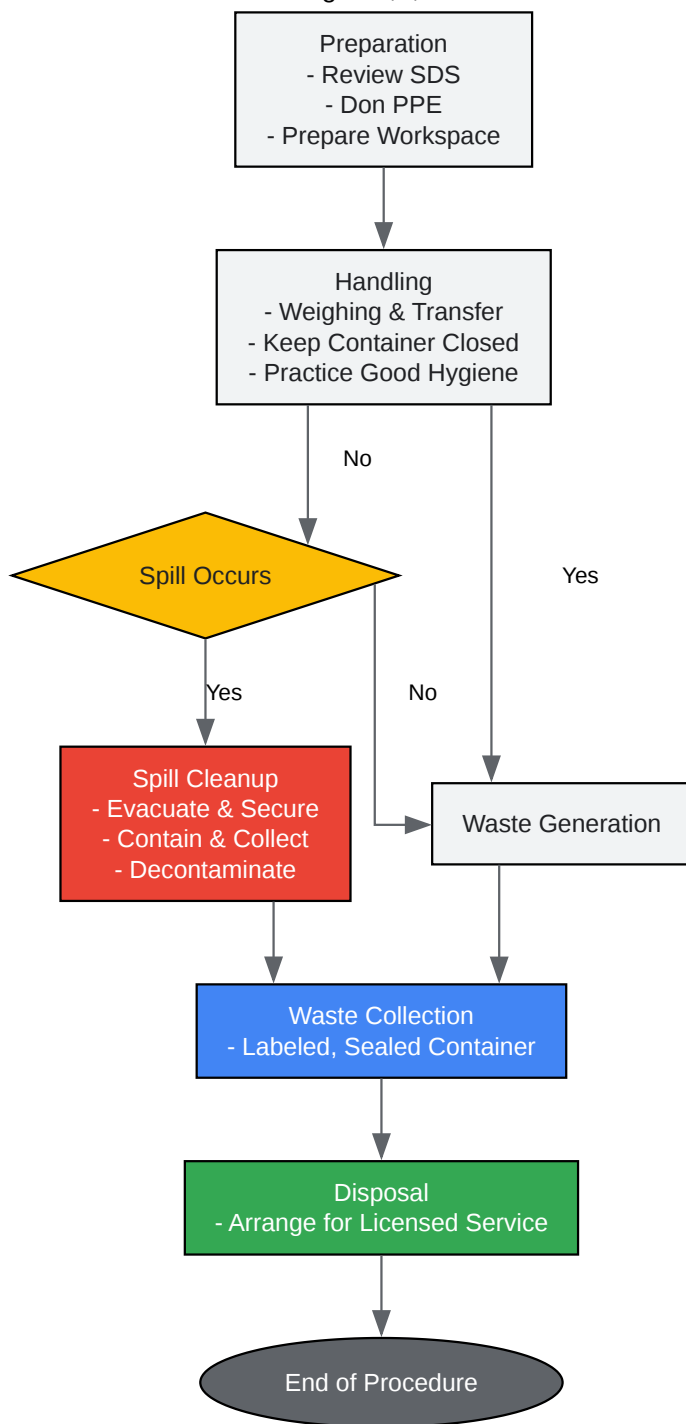 Preparation
- Review SDS
- Don PPE
- Prepare Workspace
Handling
- Weighing & Transfer
- Keep Container Closed
- Practice Good Hygiene
No
Spill Occurs
Yes
Yes
No
Spill Cleanup
- Evacuate & Secure
- Contain & Collect
- Decontaminate
Waste Generation
Waste Collection
- Labeled, Sealed Container
Disposal
- Arrange for Licensed Service
End of Procedure